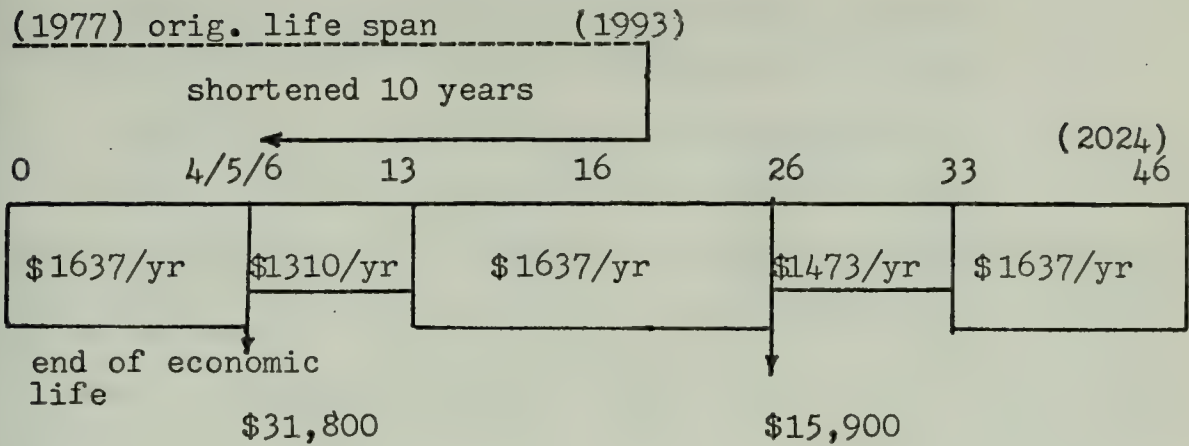 (1977) orig. life span (1993)
shortened 10 years
(2024)
0 4/5/6 13 16 26 33 46
$1637/yr $1310/yr $1637/yr $1473/yr $1637/yr
end of economic
life
$31,800 $15,900